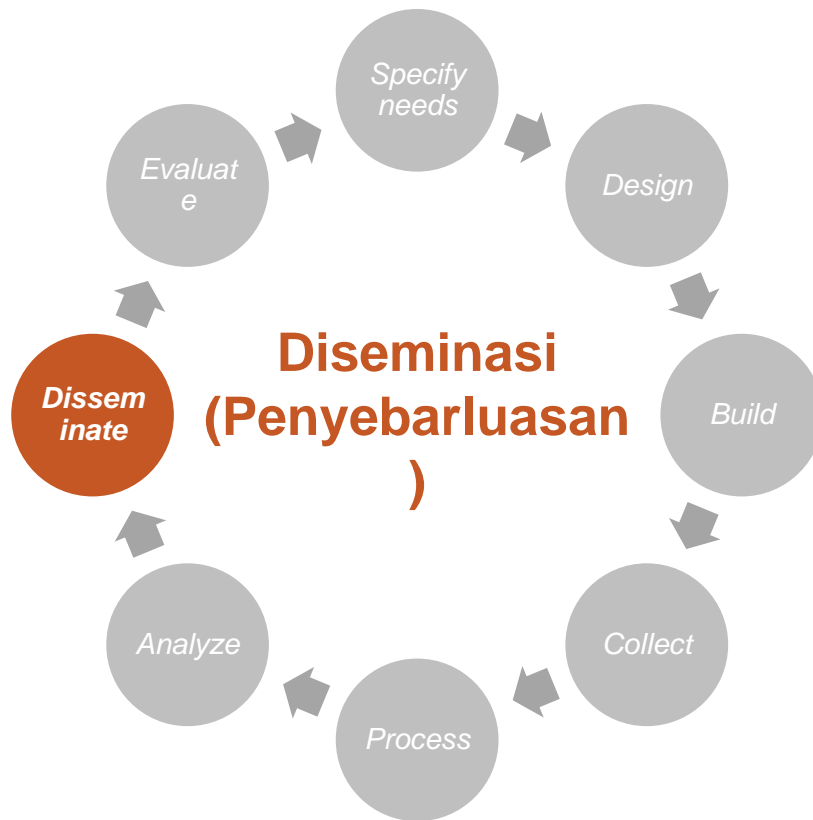 Specify
needs
Evaluat
e
Design
Diseminasi
(Penyebarluasan
)
Dissem
inate
Build
Analyze
Collect
Process